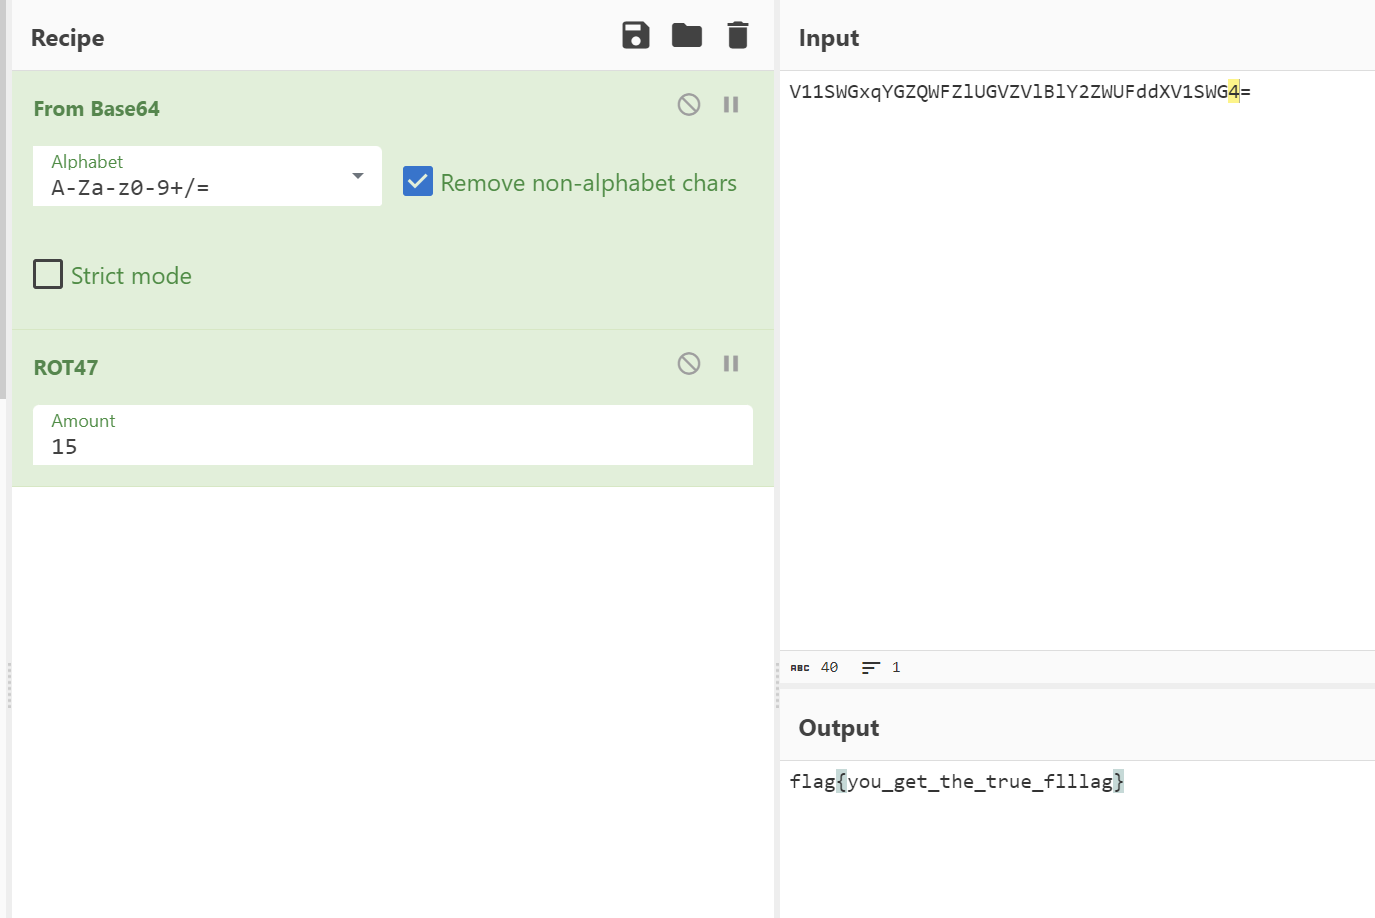 Recipe
From Base64
Alphabet
A-Za-z0-9+/=
Remove non-alphabet chars
Strict mode
ROT47
Amount
15
Input
V11SWGxqYGZQWFZlUGVZVlBlY2ZWUFddXV1SWG4=
ABC 40 1
Output
flag{you_get_the_true_flllag}